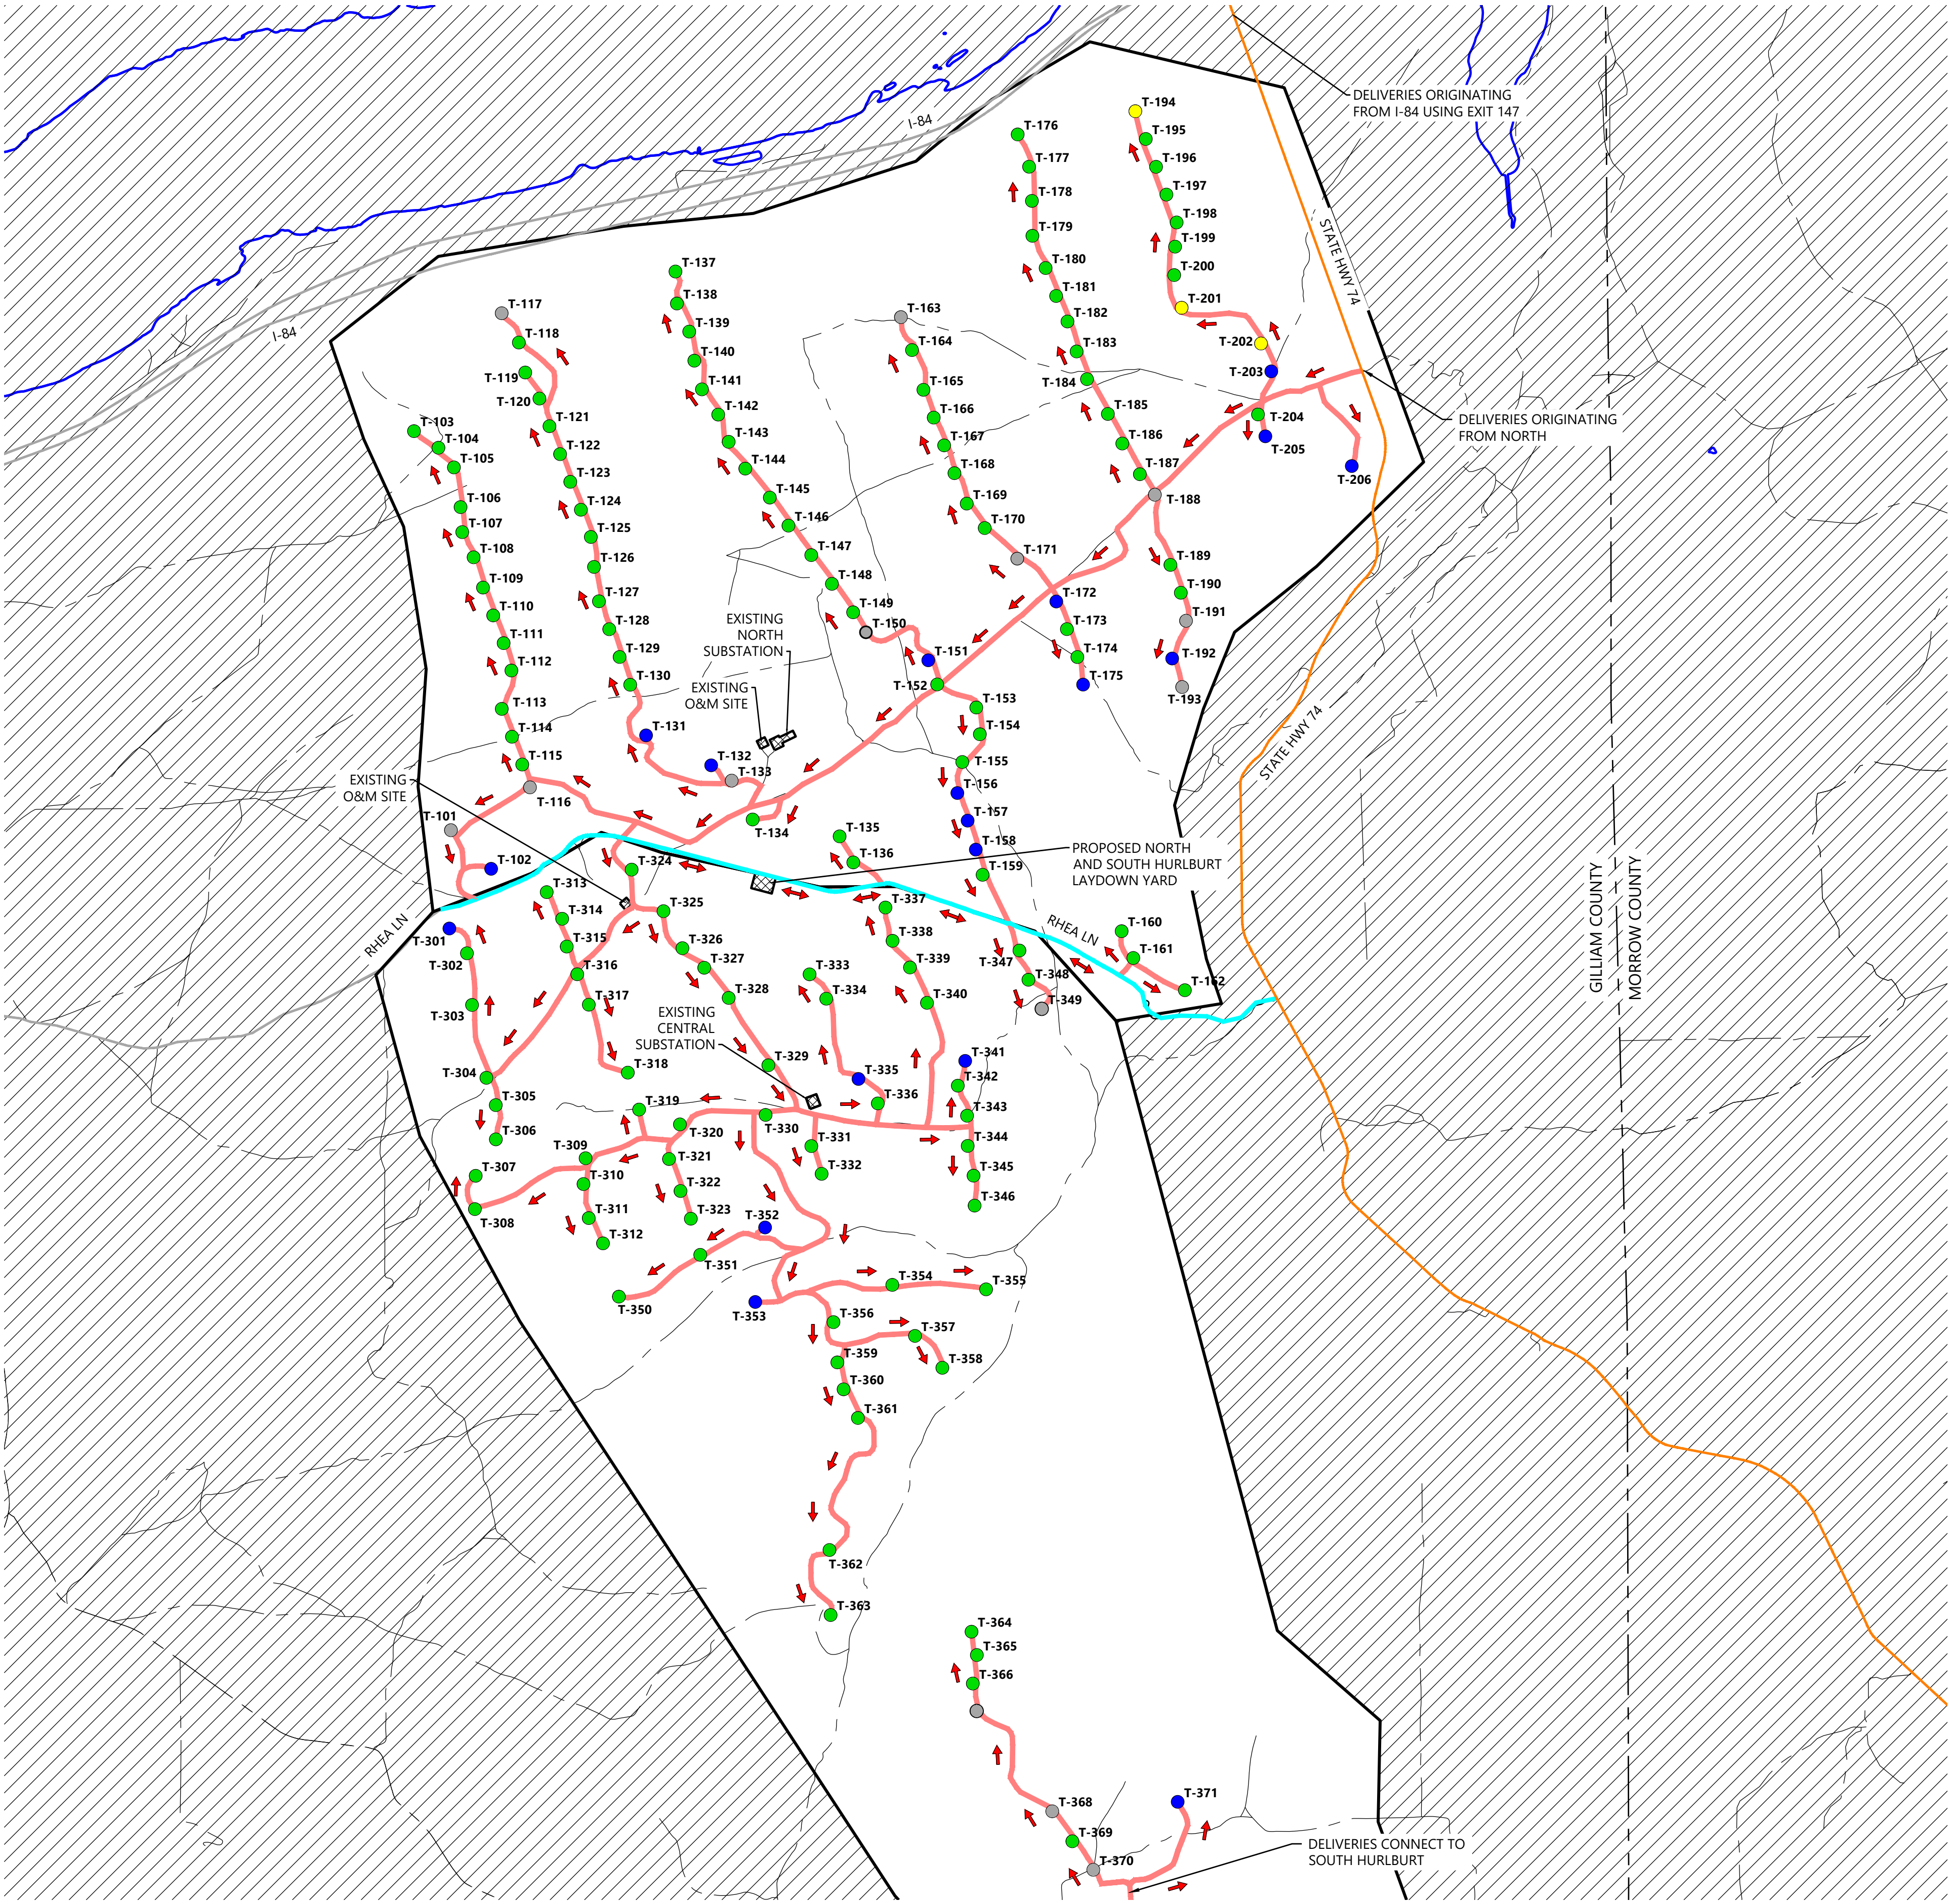 DELIVERIES ORIGINATING
FROM I-84 USING EXIT 147
T-194
I-84
T-176
T-195
T-177
T-196
T-178
T-197
T-198
T-179
T-199
STATE HWY 74
T-180
T-200
T-137
T-181
T-201
T-138
T-117
T-163
T-182
T-139
I-84
T-118
T-202
T-164
T-183
T-140
T-203
T-119
T-184
T-141
T-165
T-120
T-142
T-166
T-185
T-204
DELIVERIES ORIGINATING
FROM NORTH
T-121
T-103
T-143
T-205
T-104
T-167
T-186
T-122
T-105
T-144
T-168
T-187
T-206
T-123
T-145
T-106
T-169
T-188
T-124
T-146
T-107
T-170
T-125
T-108
T-147
T-171
T-126
T-189
T-109
T-148
T-190
T-127
T-172
T-110
T-149
T-191
T-128
EXISTING
NORTH
SUBSTATION
T-150
T-173
T-111
T-129
T-151
T-174
T-192
T-112
T-130
EXISTING
O&M SITE
T-152
T-175
T-193
T-113
T-153
T-114
T-131
T-154
STATE HWY 74
T-115
T-132
T-155
T-133
EXISTING
O&M SITE
T-116
T-156
T-101
T-157
T-134
T-135
T-158
T-102
T-324
T-136
PROPOSED NORTH
AND SOUTH HURLBURT
LAYDOWN YARD
T-159
T-313
T-337
T-325
GILLIAM COUNTY
MORROW COUNTY
RHEA LN
T-301
T-314
T-338
RHEA LN
T-160
T-302
T-315
T-326
T-347
T-161
T-316
T-327
T-333
T-339
T-348
T-162
T-317
T-328
T-334
T-340
T-349
T-303
EXISTING
CENTRAL
SUBSTATION
T-341
T-304
T-318
T-329
T-335
T-342
T-305
T-319
T-336
T-343
T-306
T-320
T-330
T-309
T-331
T-344
T-307
T-310
T-321
T-332
T-345
T-322
T-346
T-308
T-311
T-323
T-352
T-312
T-351
T-354
T-355
T-350
T-353
T-356
T-357
T-359
T-358
T-360
T-361
T-362
T-363
T-364
T-365
T-366
T-368
T-371
T-369
DELIVERIES CONNECT TO
SOUTH HURLBURT
T-370